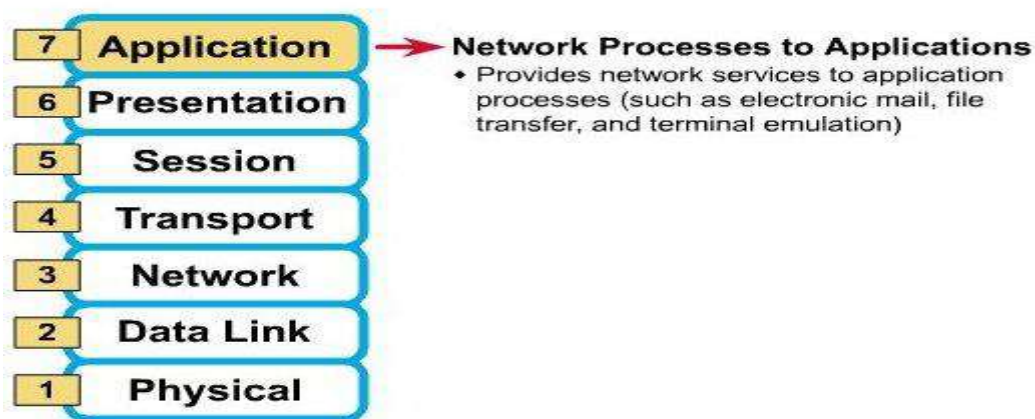 7 Application
Network Processes to Applications
• Provides network services to application
processes (such as electronic mail, file
transfer, and terminal emulation)
6 Presentation
5 Session
4 Transport
3 Network
2 Data Link
1 Physical